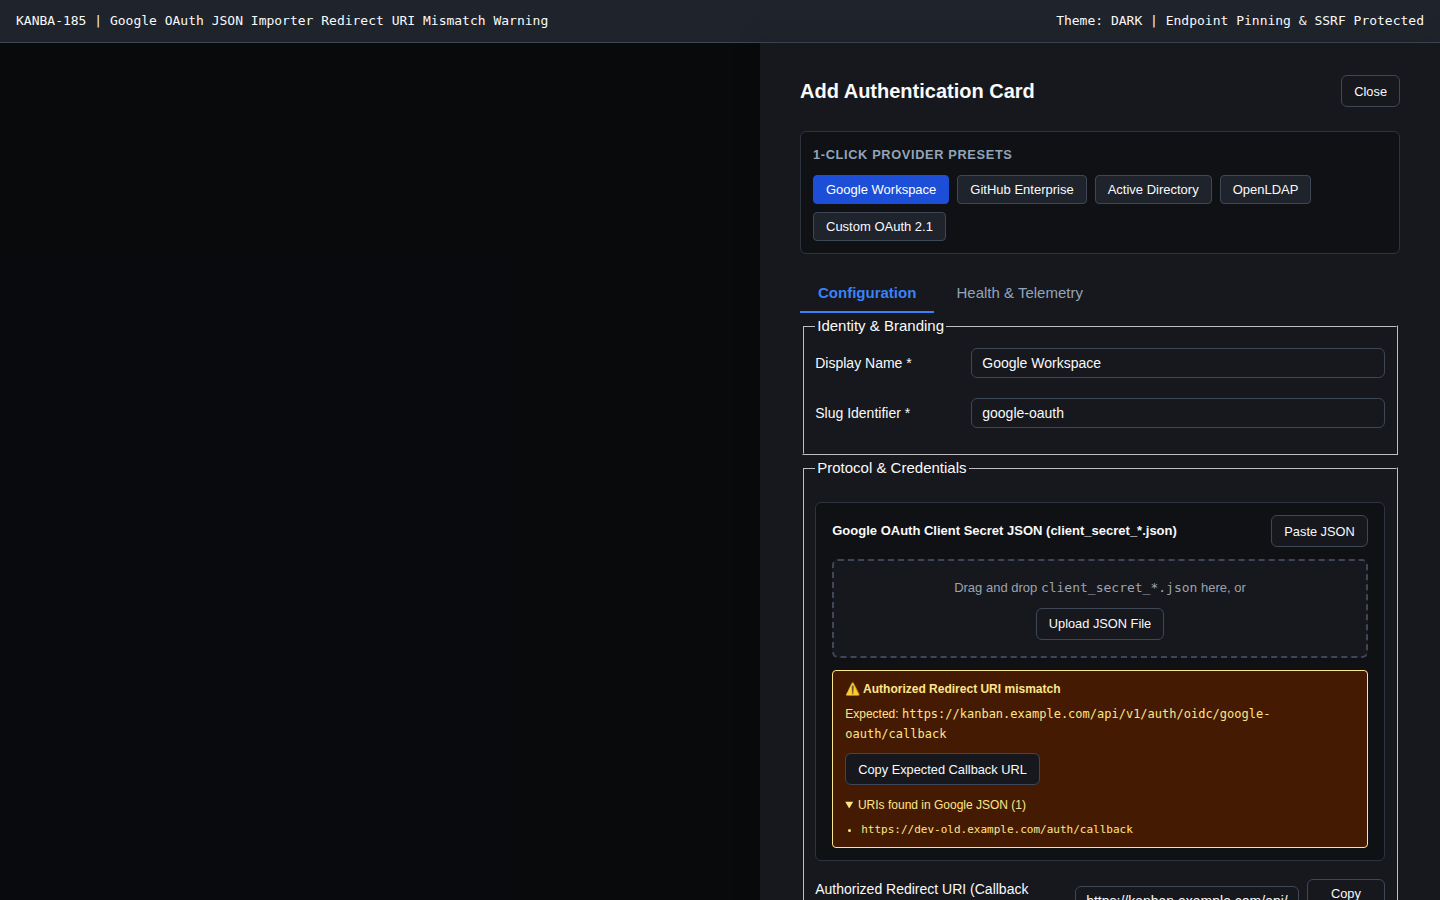 KANBA-185 | Google OAuth JSON Importer Redirect URI Mismatch Warning
Theme: DARK | Endpoint Pinning & SSRF Protected
Add Authentication Card
Close
1-CLICK PROVIDER PRESETS
Google Workspace
GitHub Enterprise
Active Directory
OpenLDAP
Custom OAuth 2.1
Configuration
Health & Telemetry
Identity & Branding
Display Name *
Google Workspace
Slug Identifier *
google-oauth
Protocol & Credentials
Google OAuth Client Secret JSON (client_secret_*.json)
Paste JSON
Drag and drop client_secret_*.json here, or
Upload JSON File
⚠️ Authorized Redirect URI mismatch
Expected: https://kanban.example.com/api/v1/auth/oidc/google-
oauth/callback
Copy Expected Callback URL
▼ URIs found in Google JSON (1)
• https://dev-old.example.com/auth/callback
Authorized Redirect URI (Callback
https://kanban.example.com/api/
Copy